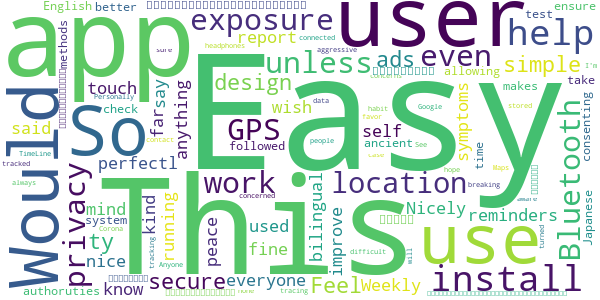 English better
app exposure user
report ads even help test ensure
unless simple allowing
methods touch design GPS symptoms take
Would So far say anything wish self makes
said check Easy
privacy perfectl followed ancient time Bluetooth consenting Japanese
TimeLine This work location
tracked mind kind running peace bilingual Nicely reminders
always ty system used improve use
nice Corona fine
concerned
know secure everyone Feel Weekly install
authorities
Anyone tracking
tracing
headphones aggressive connected
sure Personally
data habit Google stored I'm
contact favor
people See Maps
hope breaking
difficult will turned